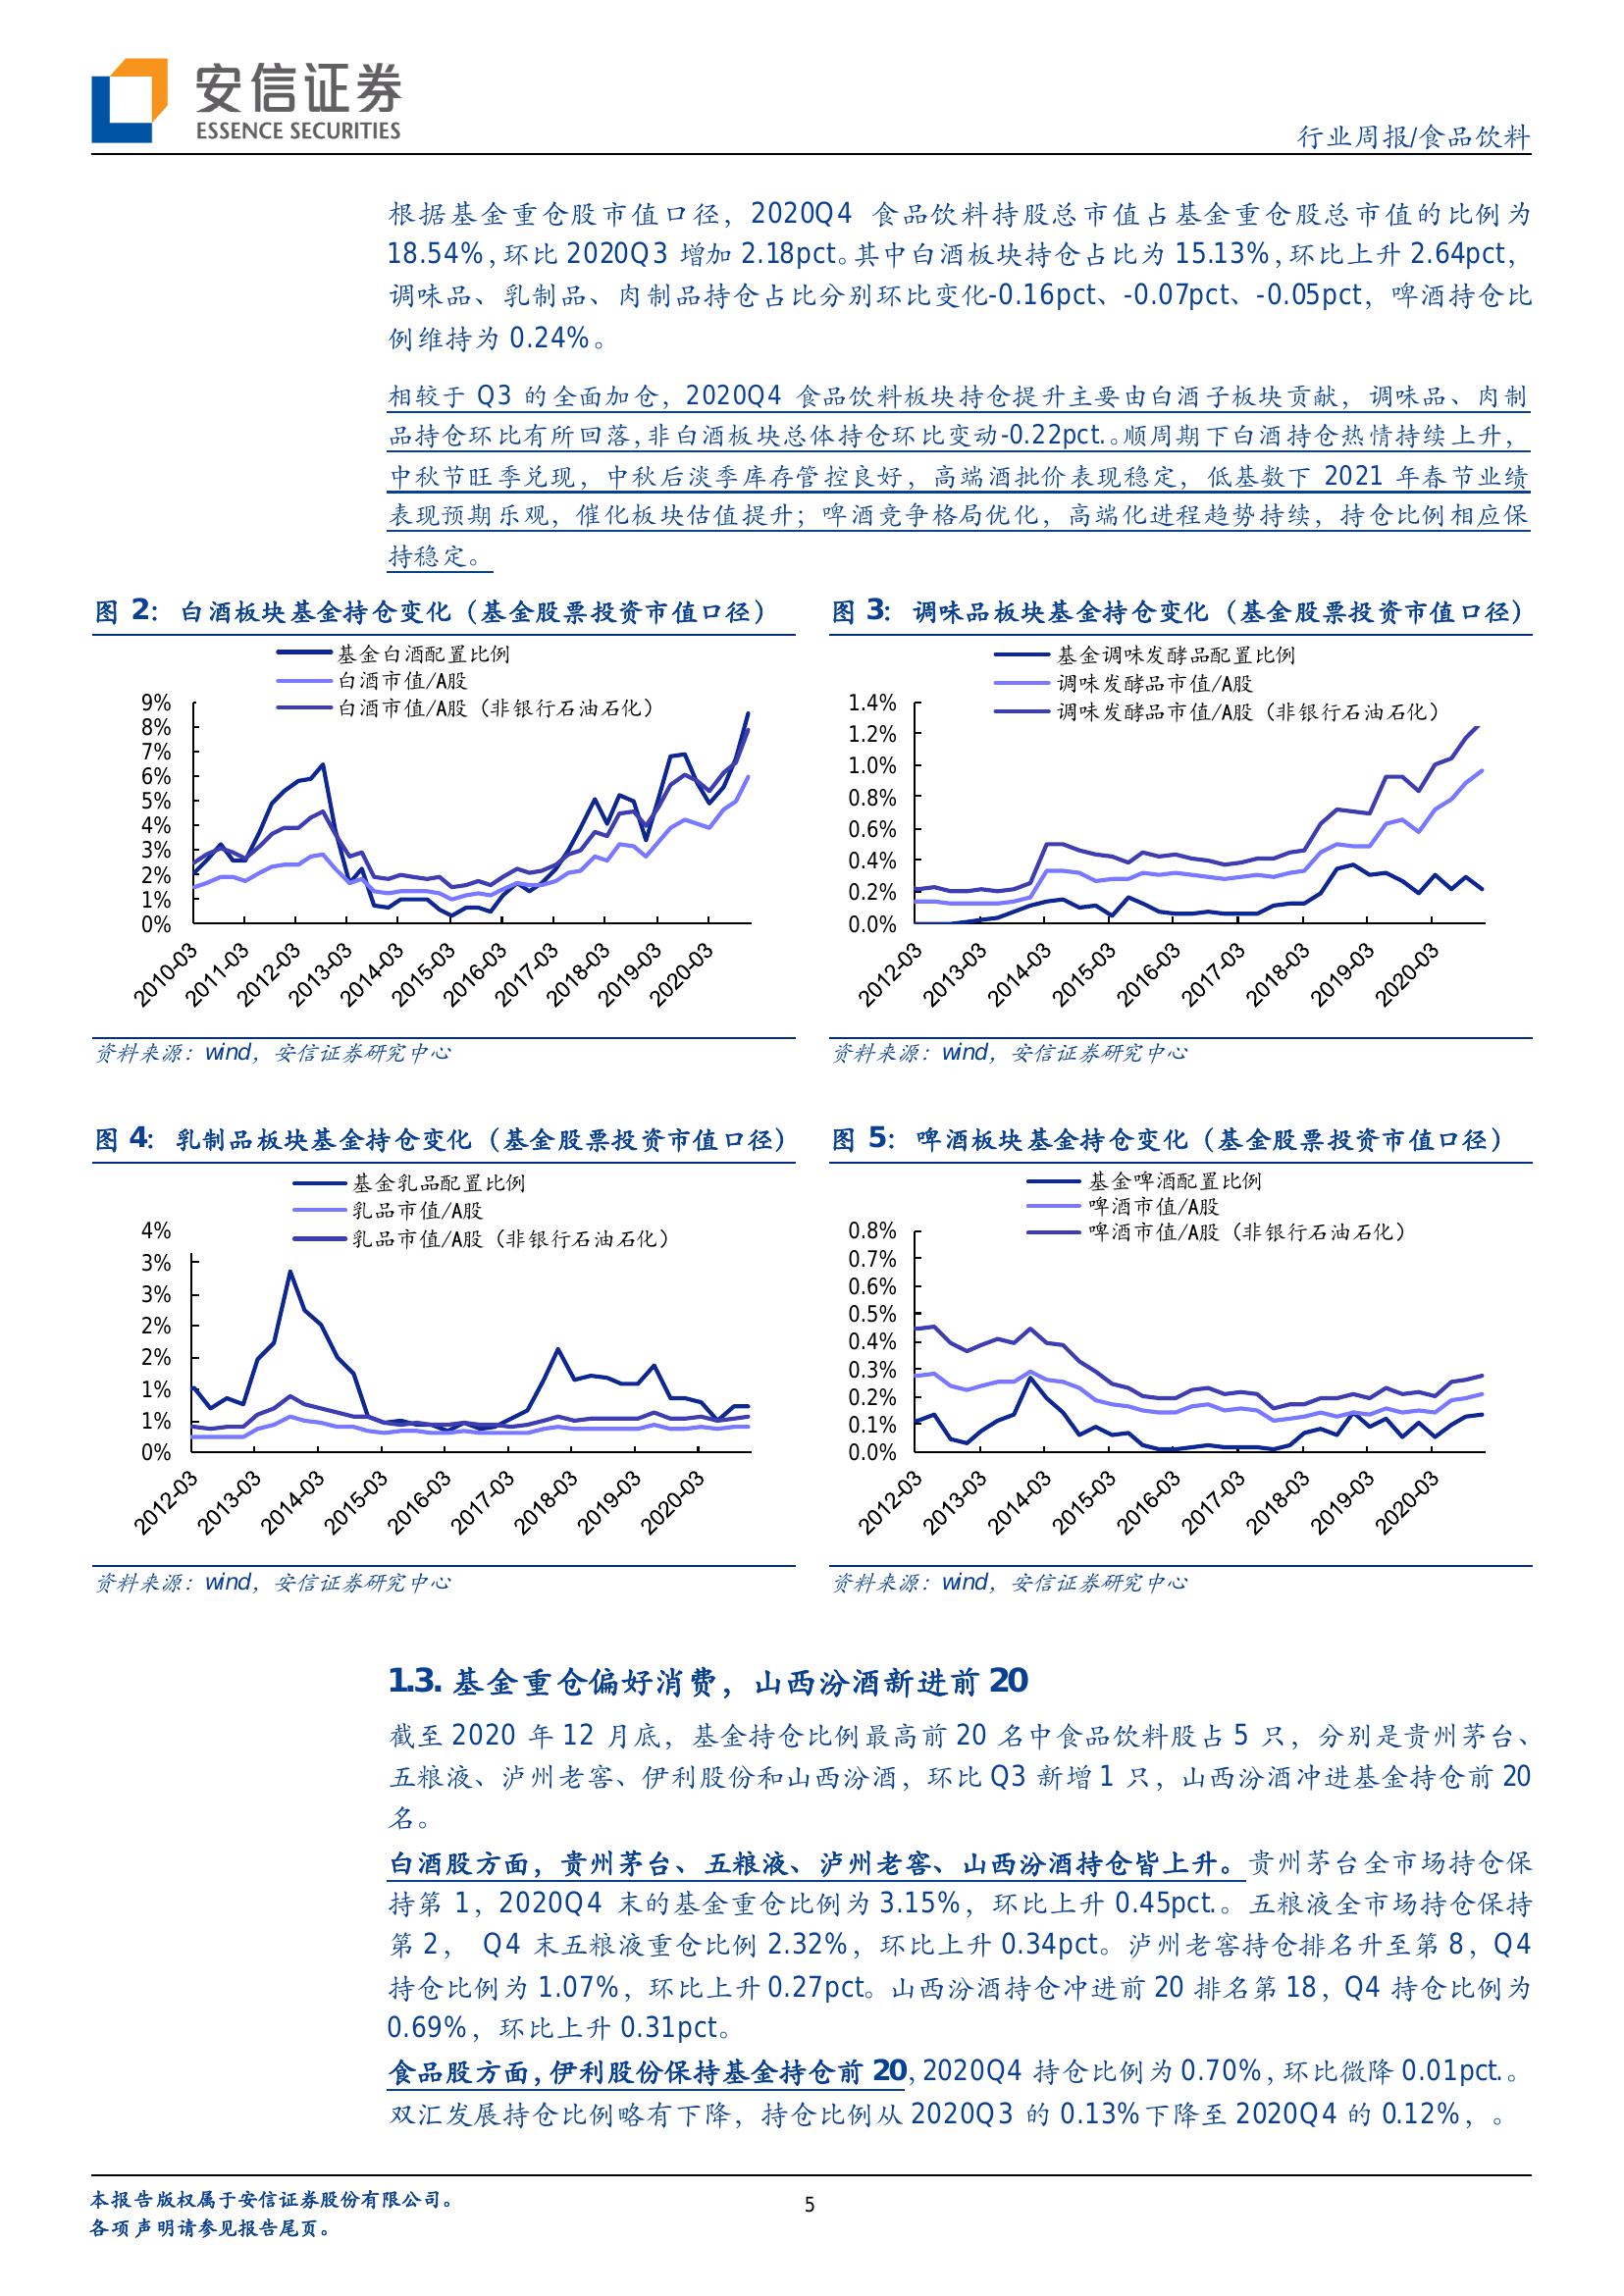 安信证券
ESSENCE SECURITIES
行业周报/食品饮料
根据基金重仓股市值口径，2020Q4 食品饮料持股总市值占基金重仓股总市值的比例为
18.54%，环比 2020Q3 增加 2.18pct。其中白酒板块持仓占比为 15.13%，环比上升 2.64pct，
调味品、乳制品、肉制品持仓占比分别环比变化-0.16pct、-0.07pct、-0.05pct，啤酒持仓比
例维持为 0.24%。
相较于 Q3 的全面加仓，2020Q4 食品饮料板块持仓提升主要由白酒子板块贡献，调味品、肉制
品持仓环比有所回落，非白酒板块总体持仓环比变动-0.22pct.。顺周期下白酒持仓热情持续上升，
中秋节旺季兑现，中秋后淡季库存管控良好，高端酒批价表现稳定，低基数下 2021 年春节业绩
表现预期乐观，催化板块估值提升；啤酒竞争格局优化，高端化进程趋势持续，持仓比例相应保
持稳定。
图 2：白酒板块基金持仓变化（基金股票投资市值口径）
基金白酒配置比例
白酒市值/A股
白酒市值/A股（非银行石油石化）
9%
8%
7%
6%
5%
4%
3%
2%
1%
0%
2010-03
2011-03
2012-03
2013-03
2014-03
2015-03
2016-03
2017-03
2018-03
2019-03
2020-03
资料来源：wind，安信证券研究中心
图 3：调味品板块基金持仓变化（基金股票投资市值口径）
基金调味发酵品配置比例
调味发酵品市值/A股
调味发酵品市值/A股（非银行石油石化）
1.4%
1.2%
1.0%
0.8%
0.6%
0.4%
0.2%
0.0%
2012-03
2013-03
2014-03
2015-03
2016-03
2017-03
2018-03
2019-03
2020-03
资料来源：wind，安信证券研究中心
图 4：乳制品板块基金持仓变化（基金股票投资市值口径）
基金乳品配置比例
乳品市值/A股
乳品市值/A股（非银行石油石化）
4%
3%
3%
2%
2%
1%
1%
0%
2012-03
2013-03
2014-03
2015-03
2016-03
2017-03
2018-03
2019-03
2020-03
资料来源：wind，安信证券研究中心
图 5：啤酒板块基金持仓变化（基金股票投资市值口径）
基金啤酒配置比例
啤酒市值/A股
啤酒市值/A股（非银行石油石化）
0.8%
0.7%
0.6%
0.5%
0.4%
0.3%
0.2%
0.1%
0.0%
2012-03
2013-03
2014-03
2015-03
2016-03
2017-03
2018-03
2019-03
2020-03
资料来源：wind，安信证券研究中心
1.3. 基金重仓偏好消费，山西汾酒新进前 20
截至 2020 年 12 月底，基金持仓比例最高前 20 名中食品饮料股占 5 只，分别是贵州茅台、
五粮液、泸州老窖、伊利股份和山西汾酒，环比 Q3 新增 1 只，山西汾酒冲进基金持仓前 20
名。
白酒股方面，贵州茅台、五粮液、泸州老窖、山西汾酒持仓皆上升。贵州茅台全市场持仓保
持第 1，2020Q4 末的基金重仓比例为 3.15%，环比上升 0.45pct.。五粮液全市场持仓保持
第 2， Q4 末五粮液重仓比例 2.32%，环比上升 0.34pct。泸州老窖持仓排名升至第 8，Q4
持仓比例为 1.07%，环比上升 0.27pct。山西汾酒持仓冲进前 20 排名第 18，Q4 持仓比例为
0.69%，环比上升 0.31pct。
食品股方面，伊利股份保持基金持仓前 20，2020Q4 持仓比例为 0.70%，环比微降 0.01pct.。
双汇发展持仓比例略有下降，持仓比例从 2020Q3 的 0.13%下降至 2020Q4 的 0.12%，。
本报告版权属于安信证券股份有限公司。
各项声明请参见报告尾页。
5